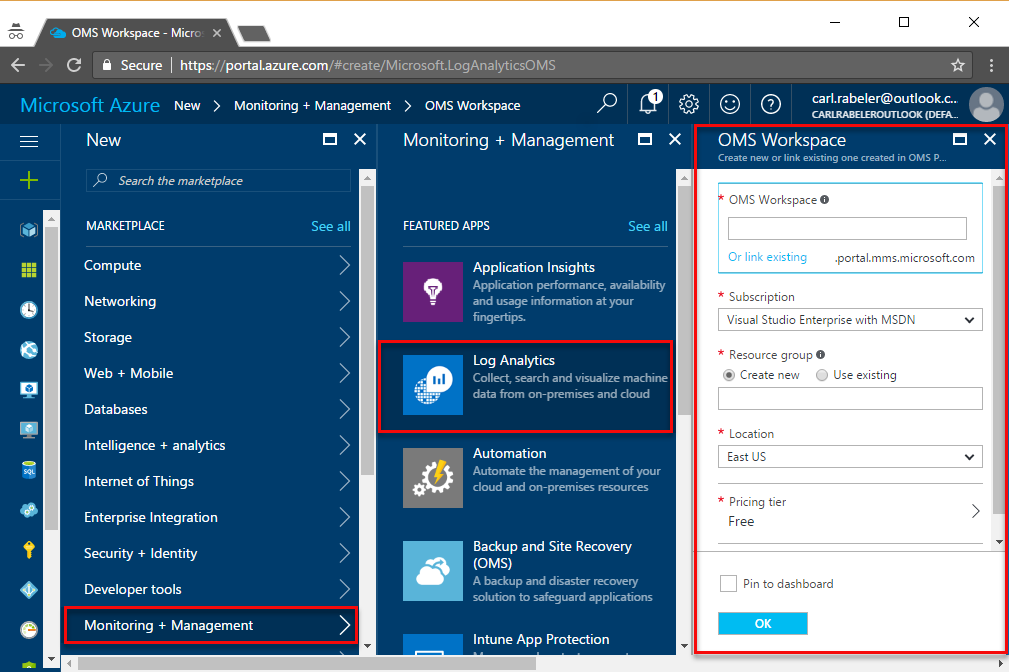 OMS Workspace - Micro
Secure
https://portal.azure.com/#create/Microsoft.LogAnalyticsOMS
Microsoft Azure New > Monitoring + Management > OMS Workspace
1
carl.rabeler@outlook.c...
CARLRABELEROUTLOOK (DEFA...
New
Search the marketplace
MARKETPLACE See all
Compute
Networking
Storage
Web + Mobile
Databases
Intelligence + analytics
Internet of Things
Enterprise Integration
Security + Identity
Developer tools
Monitoring + Management
Monitoring + Management
FEATURED APPS See all
Application Insights
Application performance, availability
and usage information at your
fingertips.
Log Analytics
Collect, search and visualize machine
data from on-premises and cloud
Automation
Automate the management of your
cloud and on-premises resources
Backup and Site Recovery
(OMS)
A backup and disaster recovery
solution to safeguard applications
Intune App Protection
OMS Workspace
Create new or link existing one created in OMS P...
* OMS Workspace
Or link existing .portal.mms.microsoft.com
* Subscription
Visual Studio Enterprise with MSDN
* Resource group
Create new Use existing
* Location
East US
* Pricing tier
Free
Pin to dashboard
OK
SQL